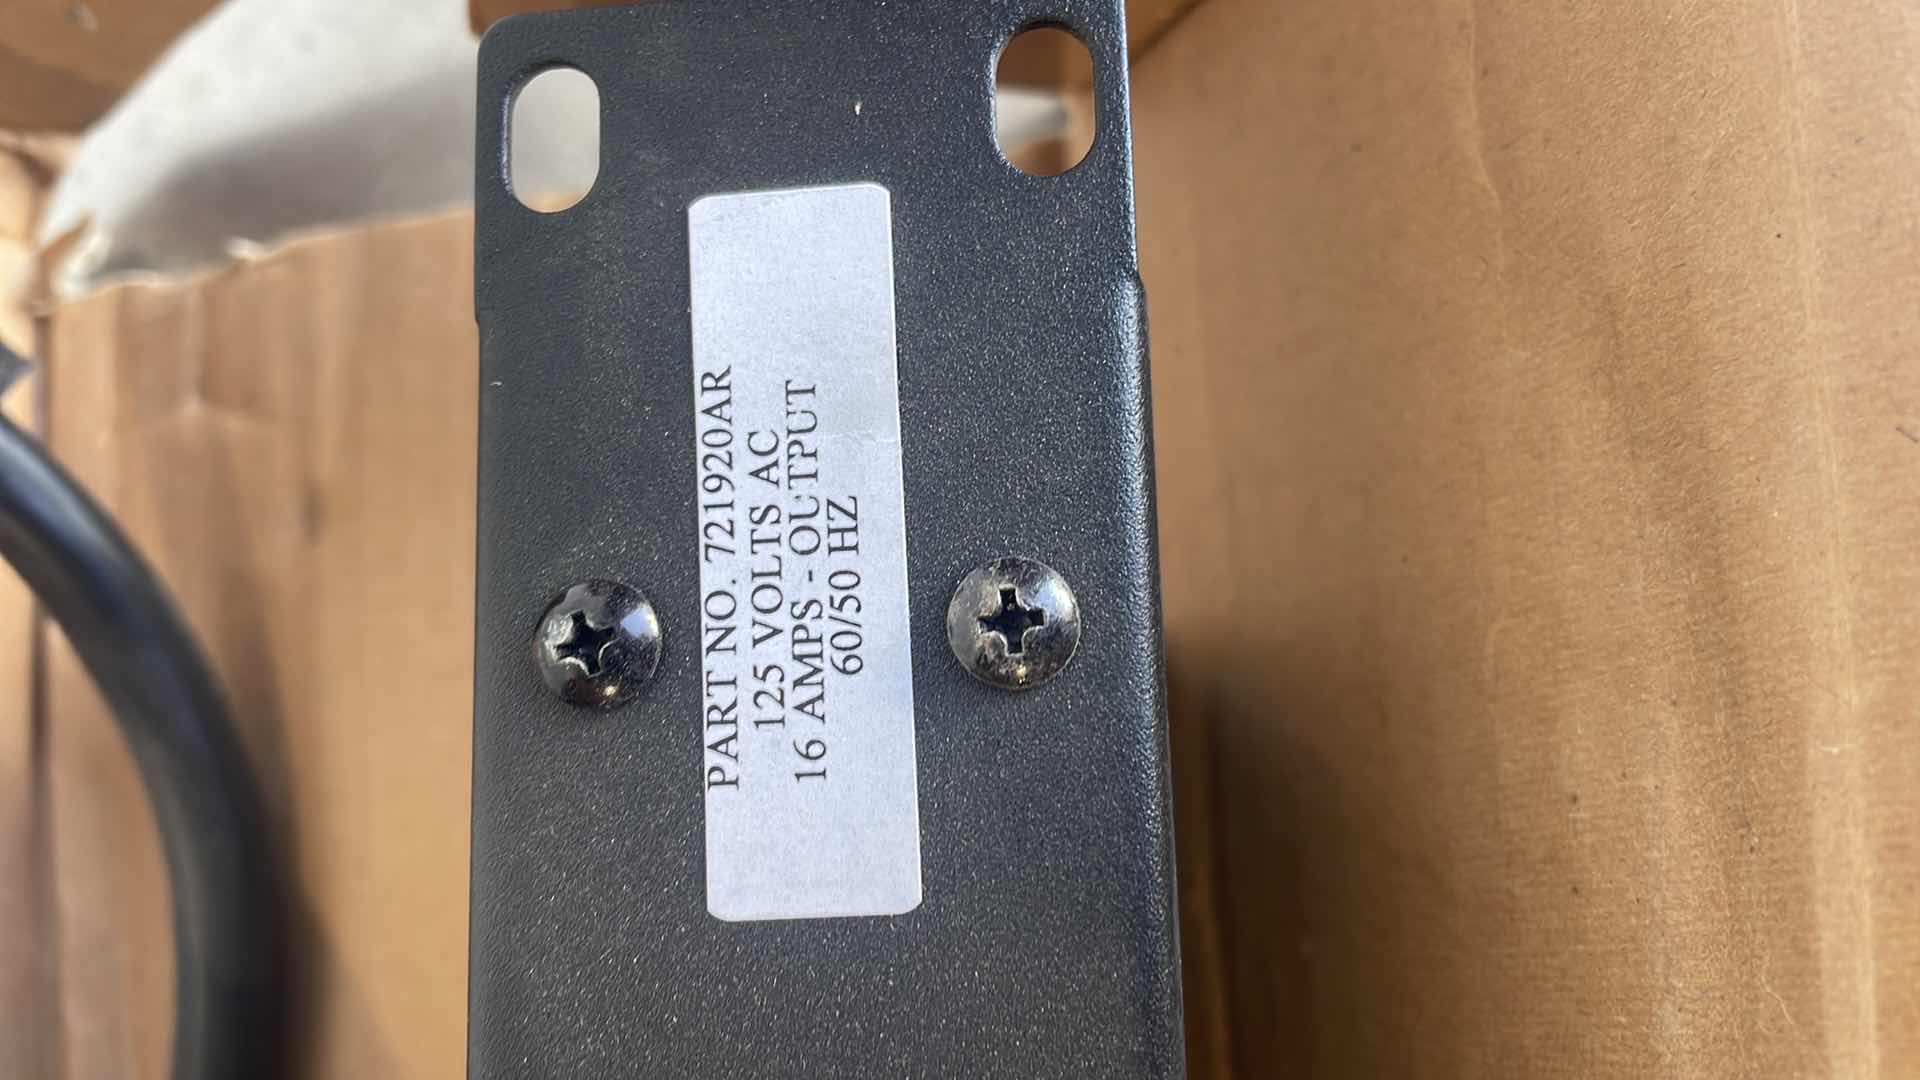 PART NO. 721920AR
125 VOLTS AC
16 AMPS - OUTPUT
60/50 HZ